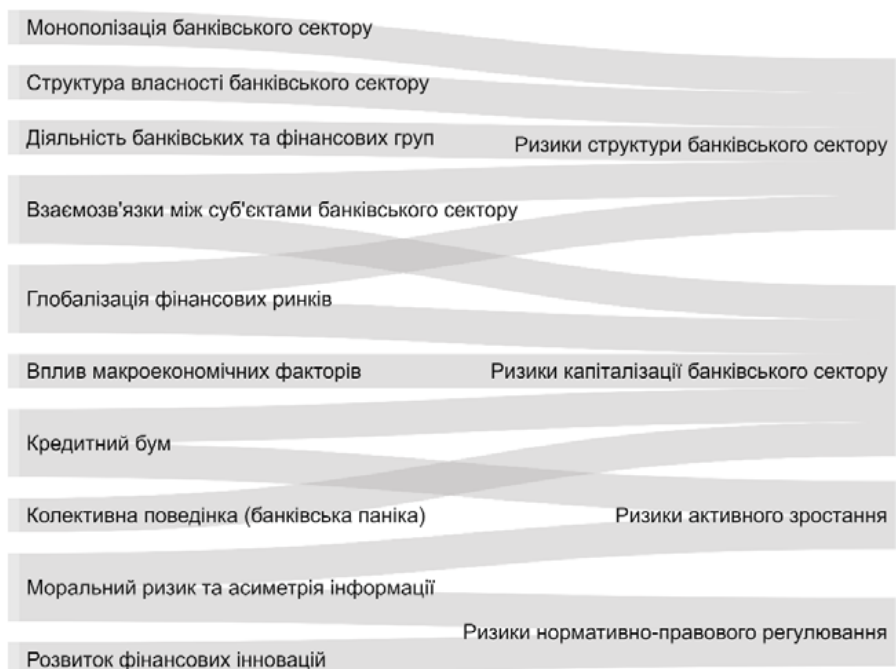 Монополізація банківського сектору
Структура власності банківського сектору
Діяльність банківських та фінансових груп
Ризики структури банківського сектору
Взаємозв'язки між суб'єктами банківського сектору
Глобалізація фінансових ринків
Вплив макроекономічних факторів
Ризики капіталізації банківського сектору
Кредитний бум
Колективна поведінка (банківська паніка)
Ризики активного зростання
Моральний ризик та асиметрія інформації
Ризики нормативно-правового регулювання
Розвиток фінансових інновацій